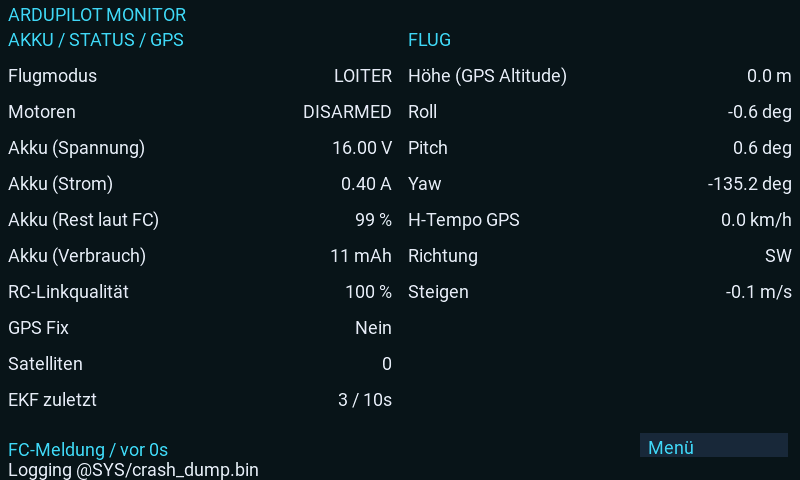 ARDUPILOT MONITOR
AKKU / STATUS / GPS
Flugmodus LOITER
Motoren DISARMED
Akku (Spannung) 16.00 V
Akku (Strom) 0.40 A
Akku (Rest laut FC) 99 %
Akku (Verbrauch) 11 mAh
RC-Linkqualität 100 %
GPS Fix Nein
Satelliten 0
EKF zuletzt 3 / 10s
FLUG
Höhe (GPS Altitude) 0.0 m
Roll -0.6 deg
Pitch 0.6 deg
Yaw -135.2 deg
H-Tempo GPS 0.0 km/h
Richtung SW
Steigen -0.1 m/s
FC-Meldung / vor 0s
Logging @SYS/crash_dump.bin
Menü